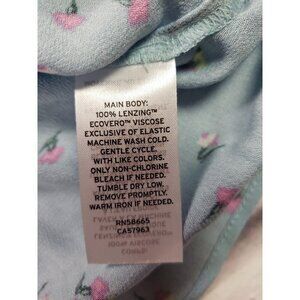 MAIN BODY:
100% LENZING™
ECOVERO™ VISCOSE
EXCLUSIVE OF ELASTIC
MACHINE WASH COLD.
GENTLE CYCLE.
WITH LIKE COLORS.
ONLY NON-CHLORINE
BLEACH IF NEEDED.
TUMBLE DRY LOW.
REMOVE PROMPTLY.
WARM IRON IF NEEDED.
RN58665
CA57963